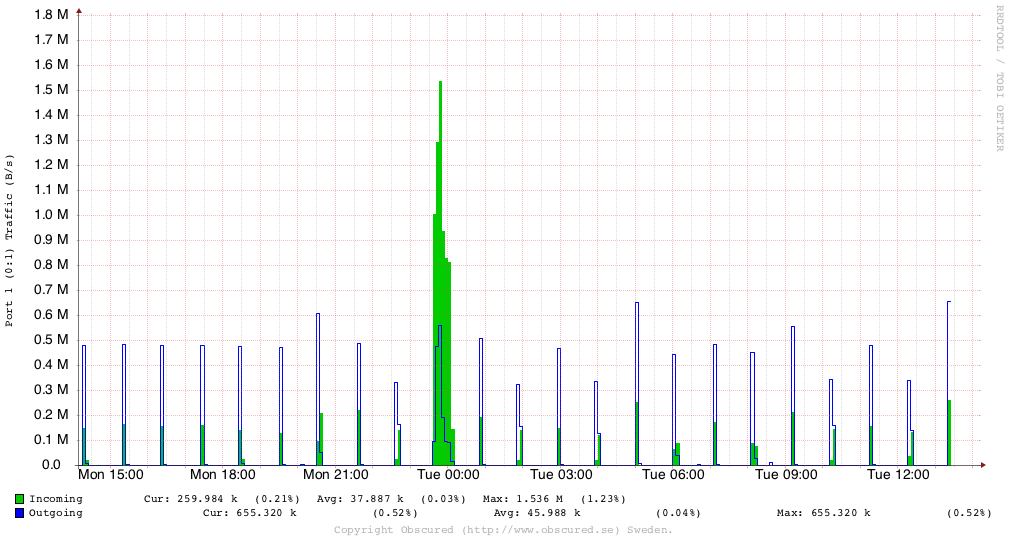 1.8 M
1.7 M
1.6 M
1.5 M
1.4 M
1.3 M
1.2 M
1.1 M
1.0 M
0.9 M
0.8 M
0.7 M
0.6 M
0.5 M
0.4 M
0.3 M
0.2 M
0.1 M
0.0
Port 1 (0:1) Traffic (B/s)
RRDTOOL / TOBI OETIKER
Mon 15:00 Mon 18:00 Mon 21:00 Tue 00:00 Tue 03:00 Tue 06:00 Tue 09:00 Tue 12:00
Incoming Cur: 259.984 k (0.21%) Avg: 37.887 k (0.03%) Max: 1.536 M (1.23%)
Outgoing Cur: 655.320 k (0.52%) Avg: 45.988 k (0.04%) Max: 655.320 k (0.52%)
Copyright Obscured (http://www.obscured.se) Sweden.